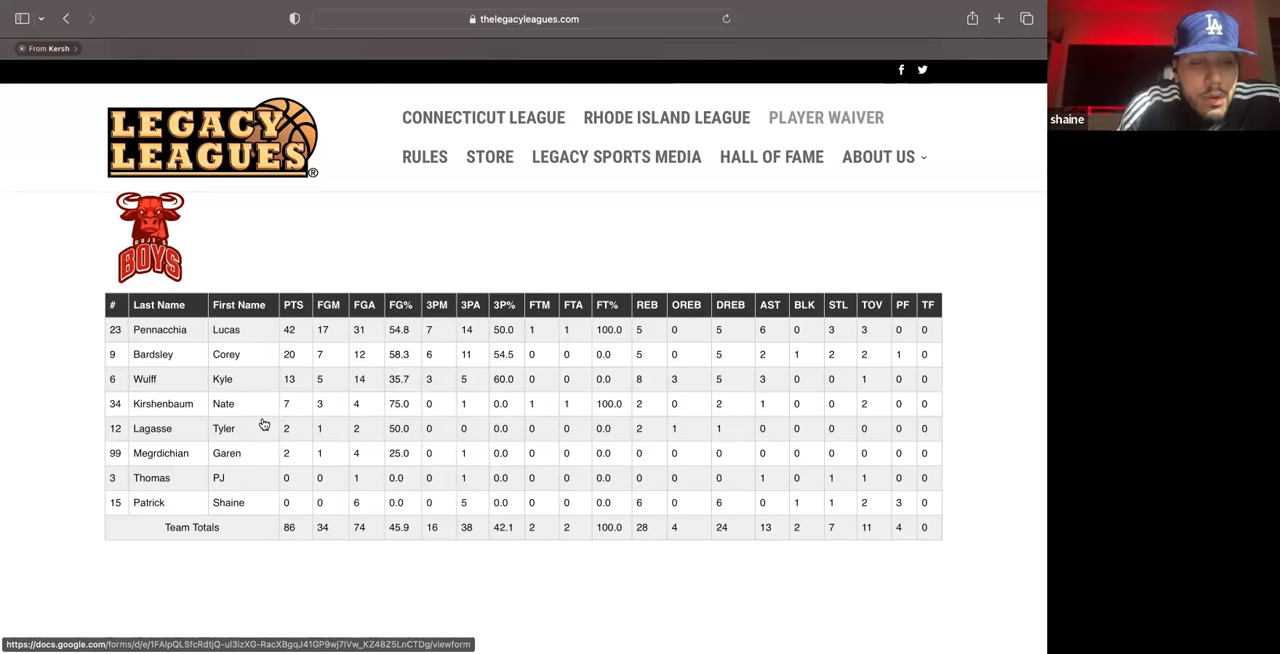 thelegacyleagues.com
From Kersh >
CONNECTICUT LEAGUE RHODE ISLAND LEAGUE PLAYER WAIVER
LEGACY LEAGUES ®
RULES STORE LEGACY SPORTS MEDIA HALL OF FAME ABOUT US
LA
shaine
BOYS
# Last Name First Name PTS FGM FGA FG% 3PM 3PA 3P% FTM FTA FT% REB OREB DREB AST BLK STL TOV PF TF
23 Pennacchia Lucas 42 17 31 54.8 7 14 50.0 1 1 100.0 5 0 5 6 0 3 3 0 0
9 Bardsley Corey 20 7 12 58.3 6 11 54.5 0 0 0.0 5 0 5 2 1 2 2 1 0
6 Wulff Kyle 13 5 14 35.7 3 5 60.0 0 0 0.0 8 3 5 3 0 0 1 0 0
34 Kirshenbaum Nate 7 3 4 75.0 0 1 0.0 1 1 100.0 2 0 2 1 0 0 2 0 0
12 Lagasse Tyler 2 1 2 50.0 0 0 0.0 0 0 0.0 2 1 1 0 0 0 0 0 0
99 Megrdichian Garen 2 1 4 25.0 0 1 0.0 0 0 0.0 0 0 0 0 0 0 0 0 0
3 Thomas PJ 0 0 1 0.0 0 1 0.0 0 0 0.0 0 0 0 1 0 1 1 0 0
15 Patrick Shaine 0 0 6 0.0 0 5 0.0 0 0 0.0 6 0 6 0 1 1 2 3 0
Team Totals 86 34 74 45.9 16 38 42.1 2 2 100.0 28 4 24 13 2 7 11 4 0